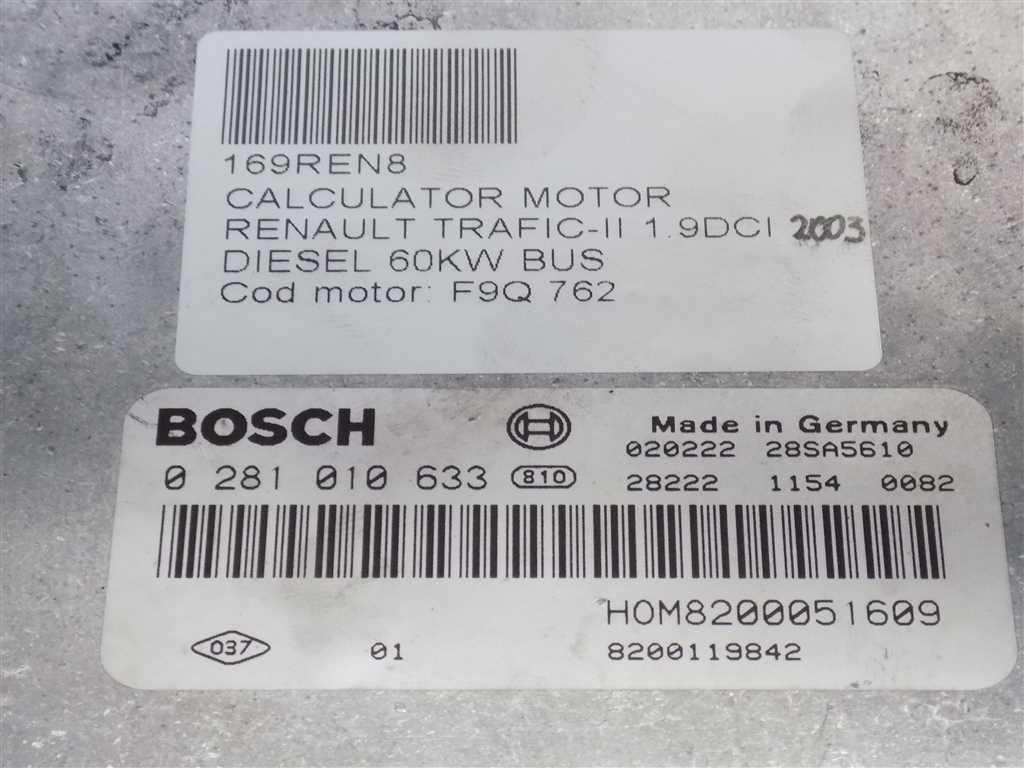 169REN8
CALCULATOR MOTOR
RENAULT TRAFIC-II 1.9DCI 2003
DIESEL 60KW BUS
Cod motor: F9Q 762
BOSCH Made in Germany
020222 28SA5610
0 281 010 633 810 28222 1154 0082
HOM8200051609
037 01 8200119842